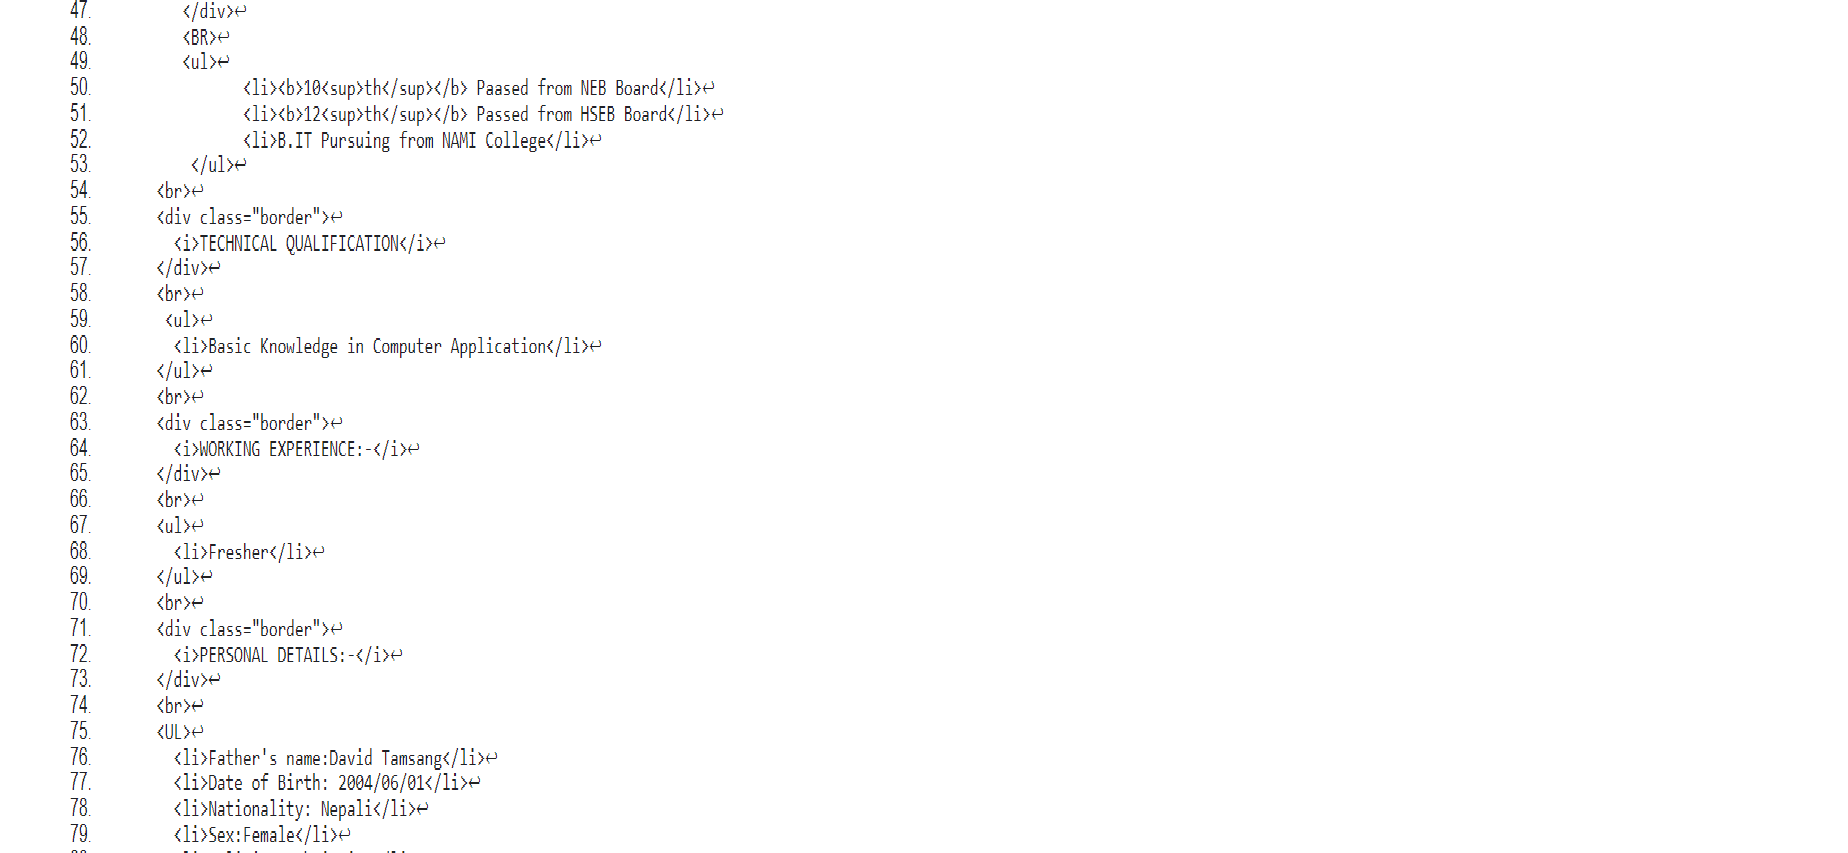 47. </div>↩
48. <BR>↩
49. <ul>↩
50. <li><b>10<sup>th</sup></b> Paased from NEB Board</li>↩
51. <li><b>12<sup>th</sup></b> Passed from HSEB Board</li>↩
52. <li>B.IT Pursuing from NAMI College</li>↩
53. </ul>↩
54. <br>↩
55. <div class="border">↩
56. <i>TECHNICAL QUALIFICATION</i>↩
57. </div>↩
58. <br>↩
59. <ul>↩
60. <li>Basic Knowledge in Computer Application</li>↩
61. </ul>↩
62. <br>↩
63. <div class="border">↩
64. <i>WORKING EXPERIENCE:-</i>↩
65. </div>↩
66. <br>↩
67. <ul>↩
68. <li>Fresher</li>↩
69. </ul>↩
70. <br>↩
71. <div class="border">↩
72. <i>PERSONAL DETAILS:-</i>↩
73. </div>↩
74. <br>↩
75. <UL>↩
76. <li>Father's name:David Tamsang</li>↩
77. <li>Date of Birth: 2004/06/01</li>↩
78. <li>Nationality: Nepali</li>↩
79. <li>Sex:Female</li>↩